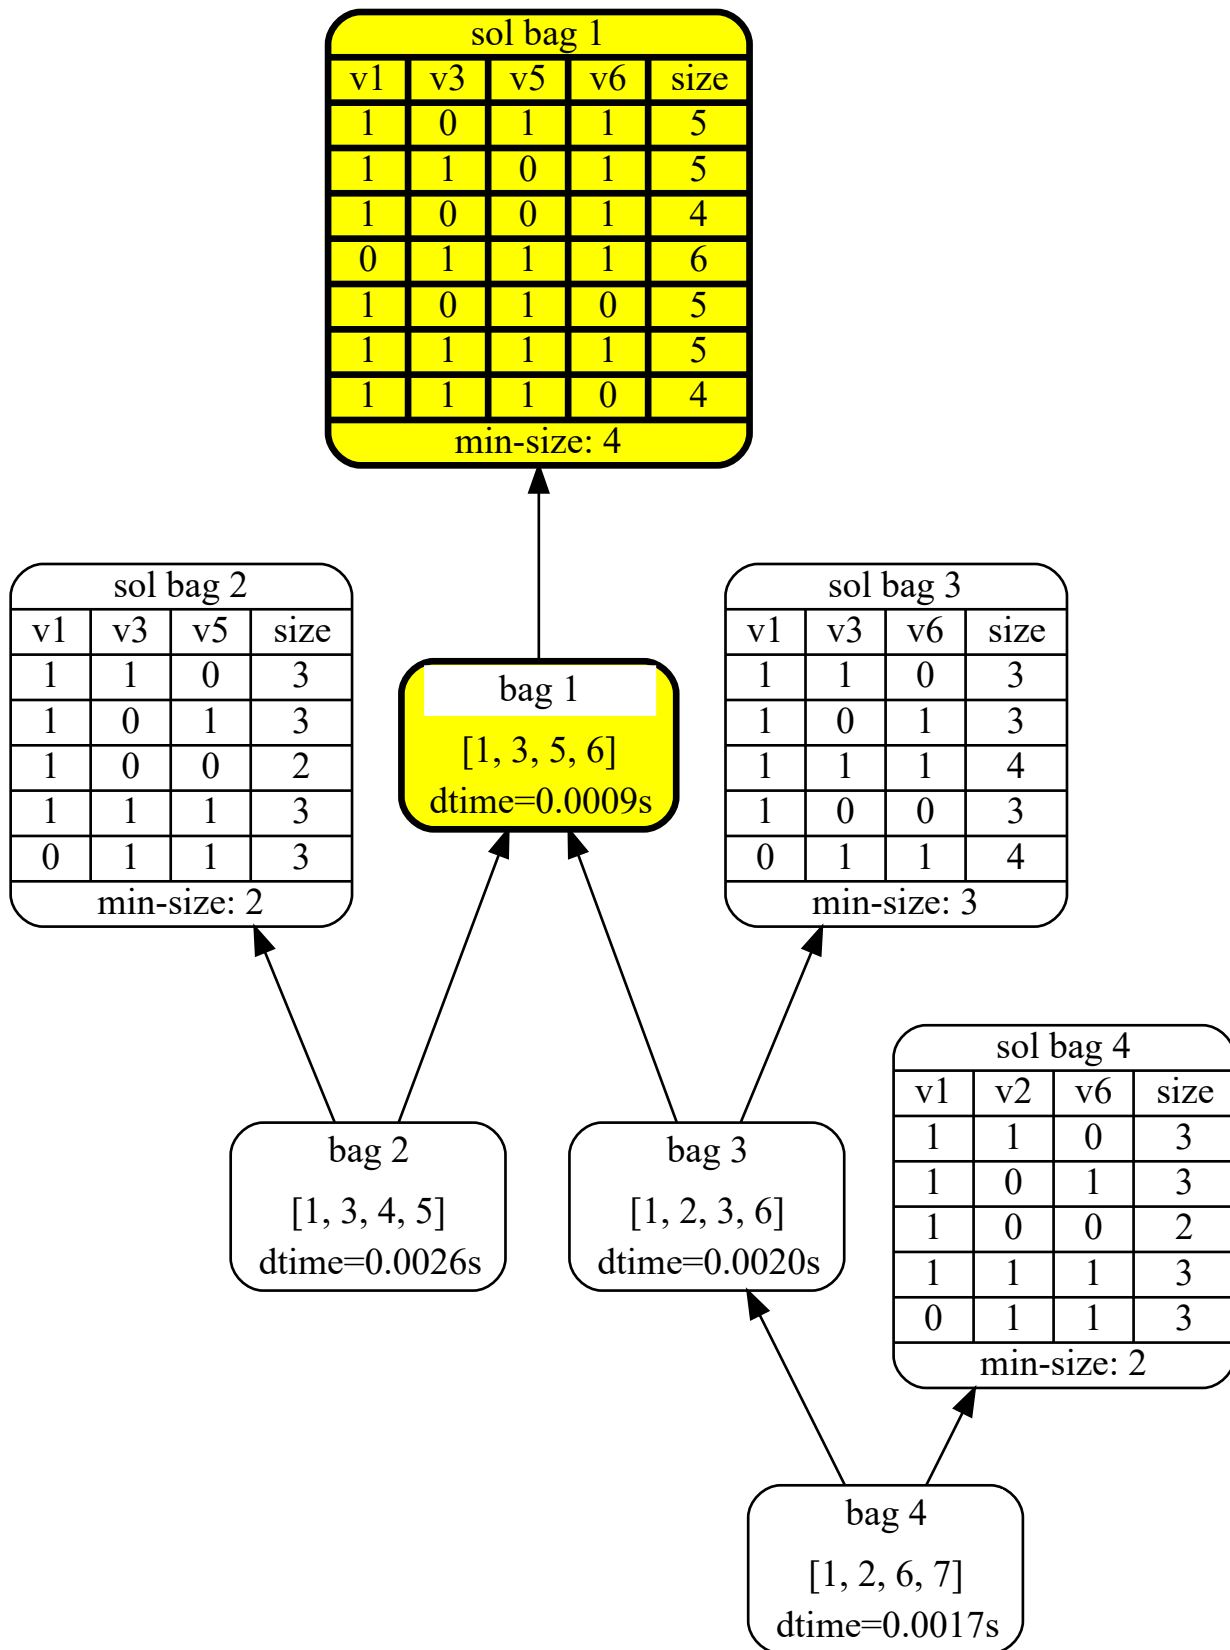 sol bag 1
v1 v3 v5 v6 size
1 0 1 1 5
1 1 0 1 5
1 0 0 1 4
0 1 1 1 6
1 0 1 0 5
1 1 1 1 5
1 1 1 0 4
min-size: 4
sol bag 2
v1 v3 v5 size
1 1 0 3
1 0 1 3
1 0 0 2
1 1 1 3
0 1 1 3
min-size: 2
bag 1
[1, 3, 5, 6]
dtime=0.0009s
sol bag 3
v1 v3 v6 size
1 1 0 3
1 0 1 3
1 1 1 4
1 0 0 3
0 1 1 4
min-size: 3
bag 2
[1, 3, 4, 5]
dtime=0.0026s
bag 3
[1, 2, 3, 6]
dtime=0.0020s
sol bag 4
v1 v2 v6 size
1 1 0 3
1 0 1 3
1 0 0 2
1 1 1 3
0 1 1 3
min-size: 2
bag 4
[1, 2, 6, 7]
dtime=0.0017s